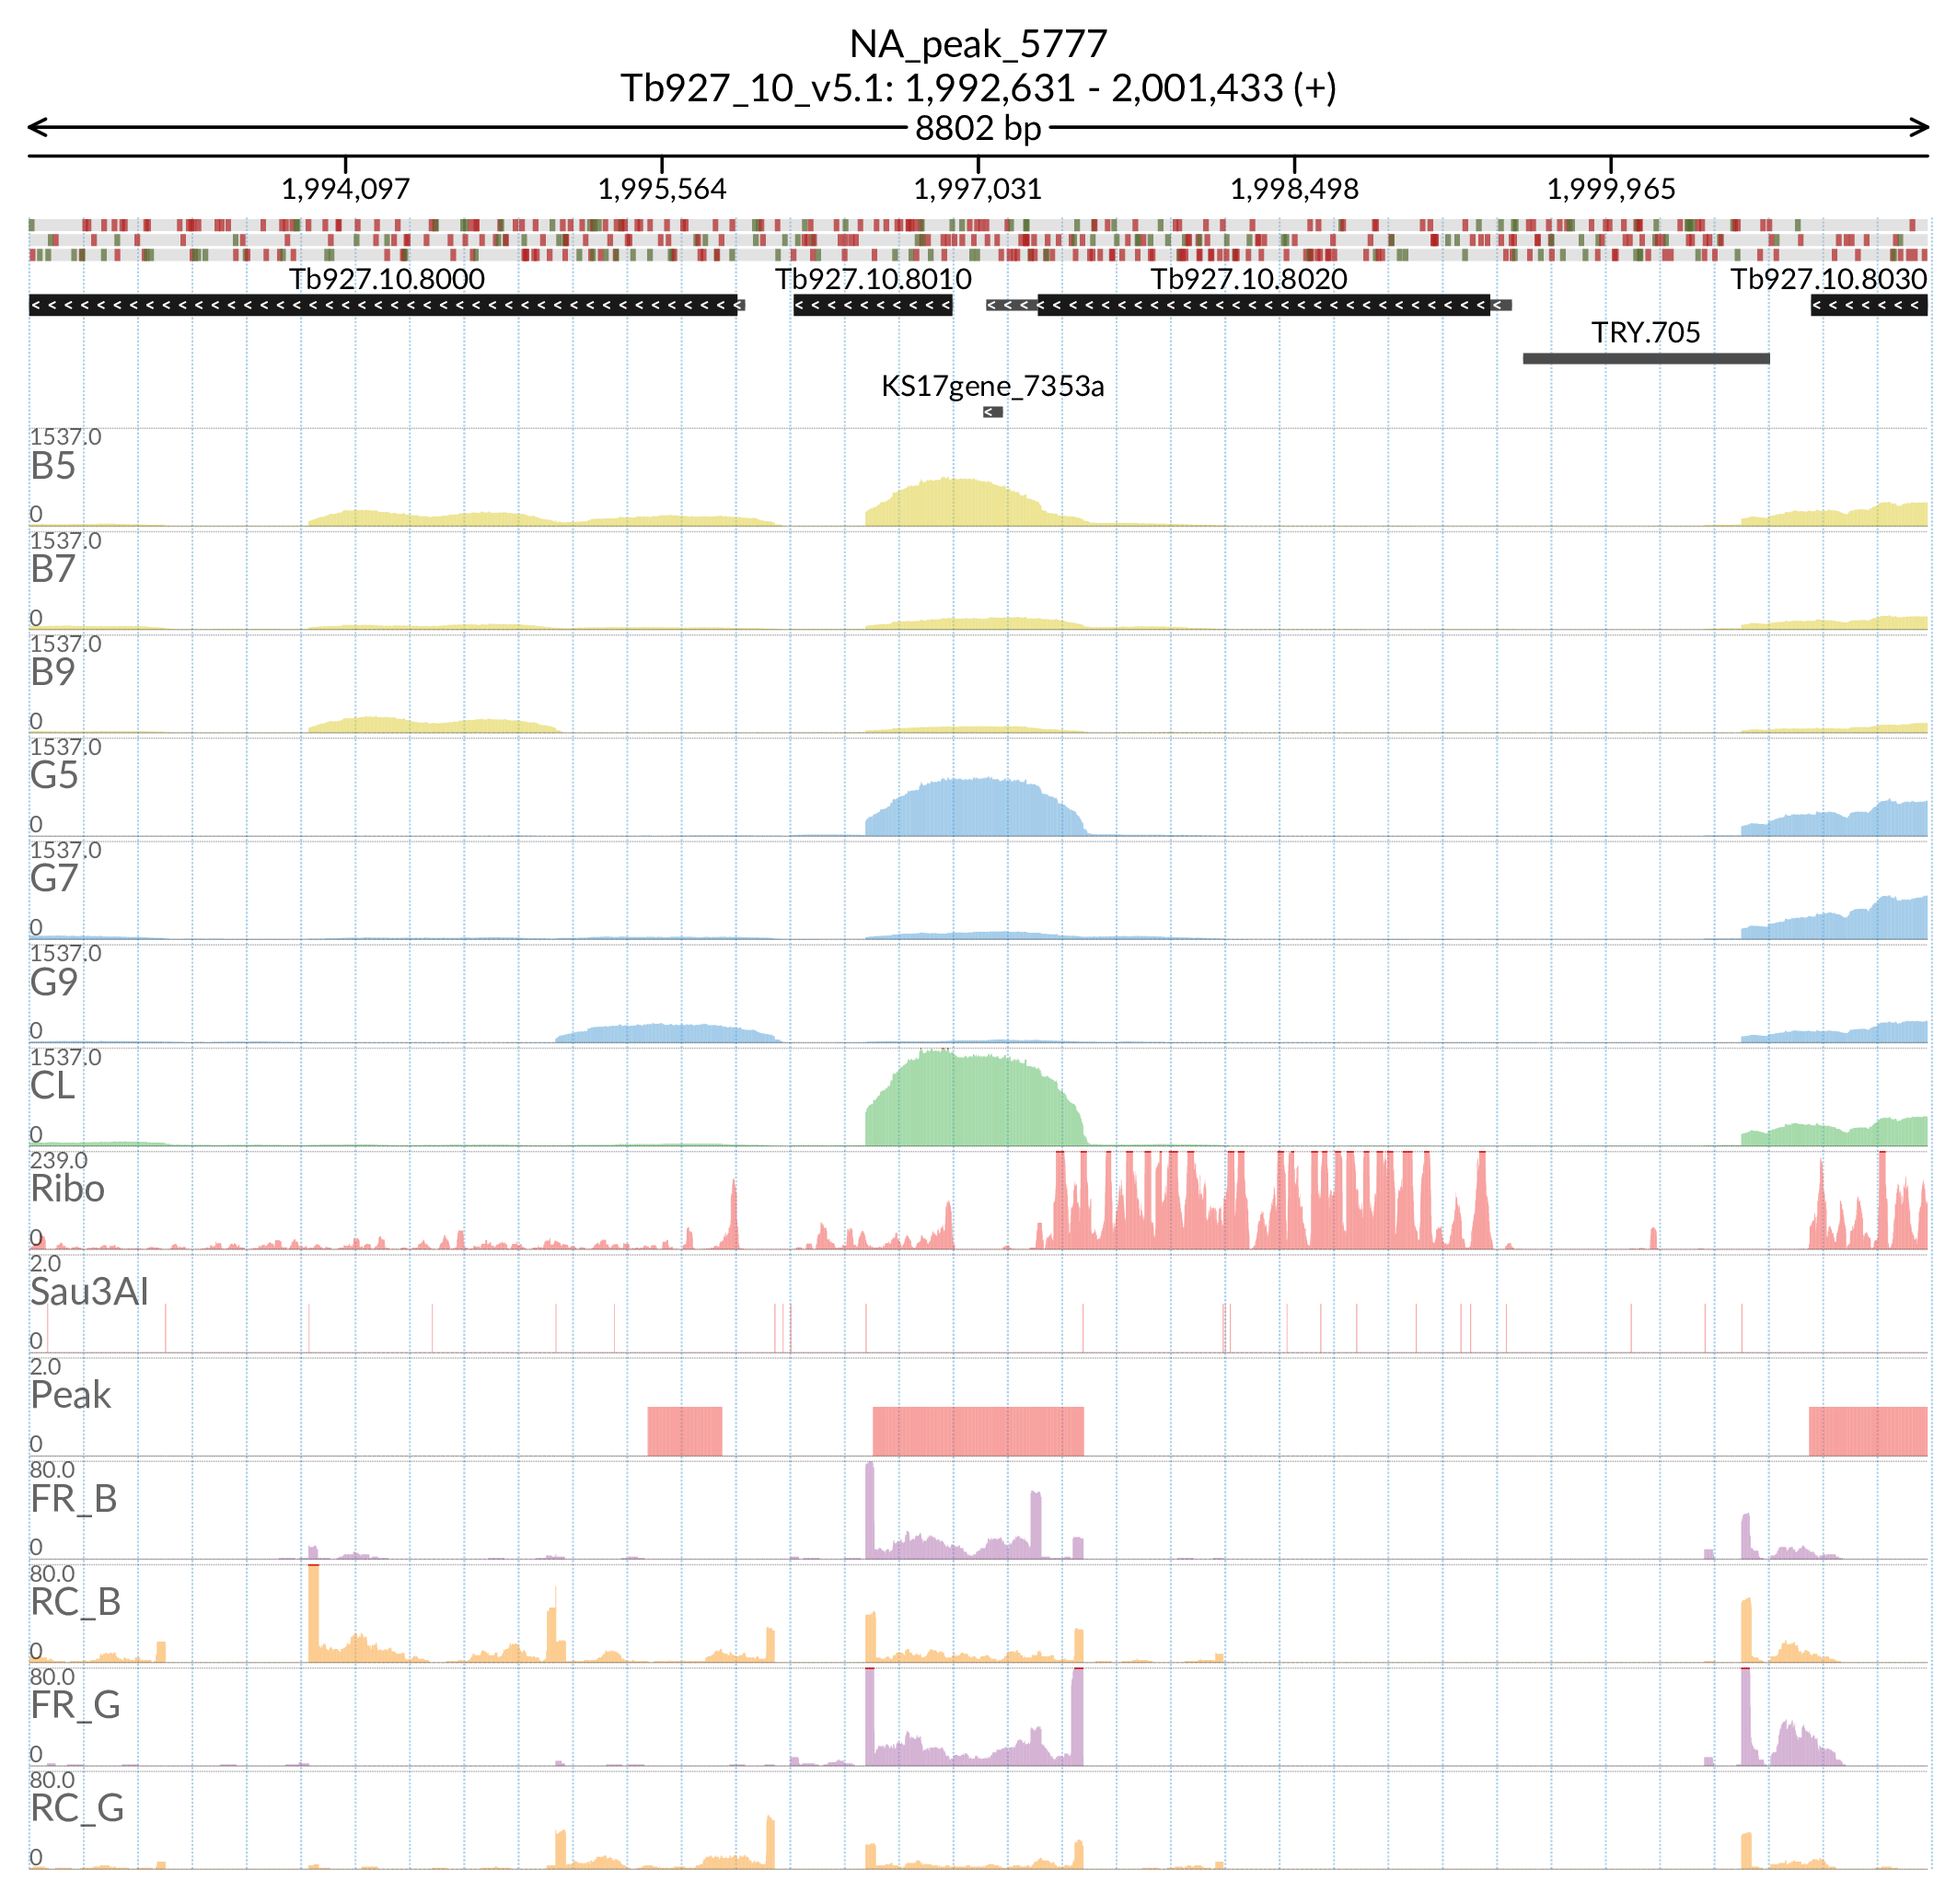 NA_peak_5777
Tb927_10_v5.1: 1,992,631 - 2,001,433 (+)
8802 bp
1,994,097 1,995,564 1,997,031 1,998,498 1,999,965
Tb927.10.8000 Tb927.10.8010 Tb927.10.8020 Tb927.10.8030
TRY.705
KS17gene_7353a
1537.0
B5
0
1537.0
B7
0
1537.0
B9
0
1537.0
G5
0
1537.0
G7
0
1537.0
G9
0
1537.0
CL
0
239.0
Ribo
0
2.0
Sau3AI
0
2.0
Peak
0
80.0
FR_B
0
80.0
RC_B
0
80.0
FR_G
0
80.0
RC_G
0